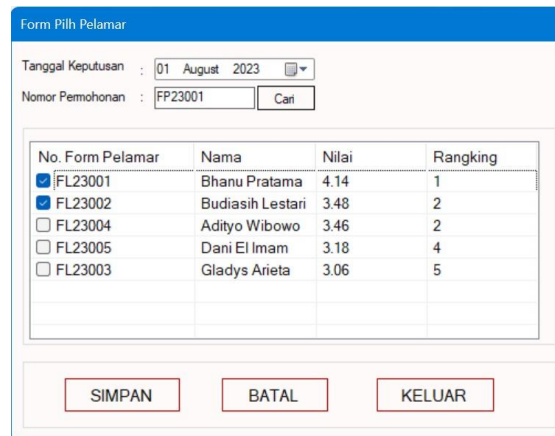 Form Pilh Pelamar
Tanggal Keputusan : 01 August 2023
Nomor Permohonan : FP23001 Cari
No. Form Pelamar Nama Nilai Rangking
FL23001 Bhanu Pratama 4.14 1
FL23002 Budiasih Lestari 3.48 2
FL23004 Adityo Wibowo 3.46 2
FL23005 Dani El Imam 3.18 4
FL23003 Gladys Arieta 3.06 5
SIMPAN BATAL KELUAR